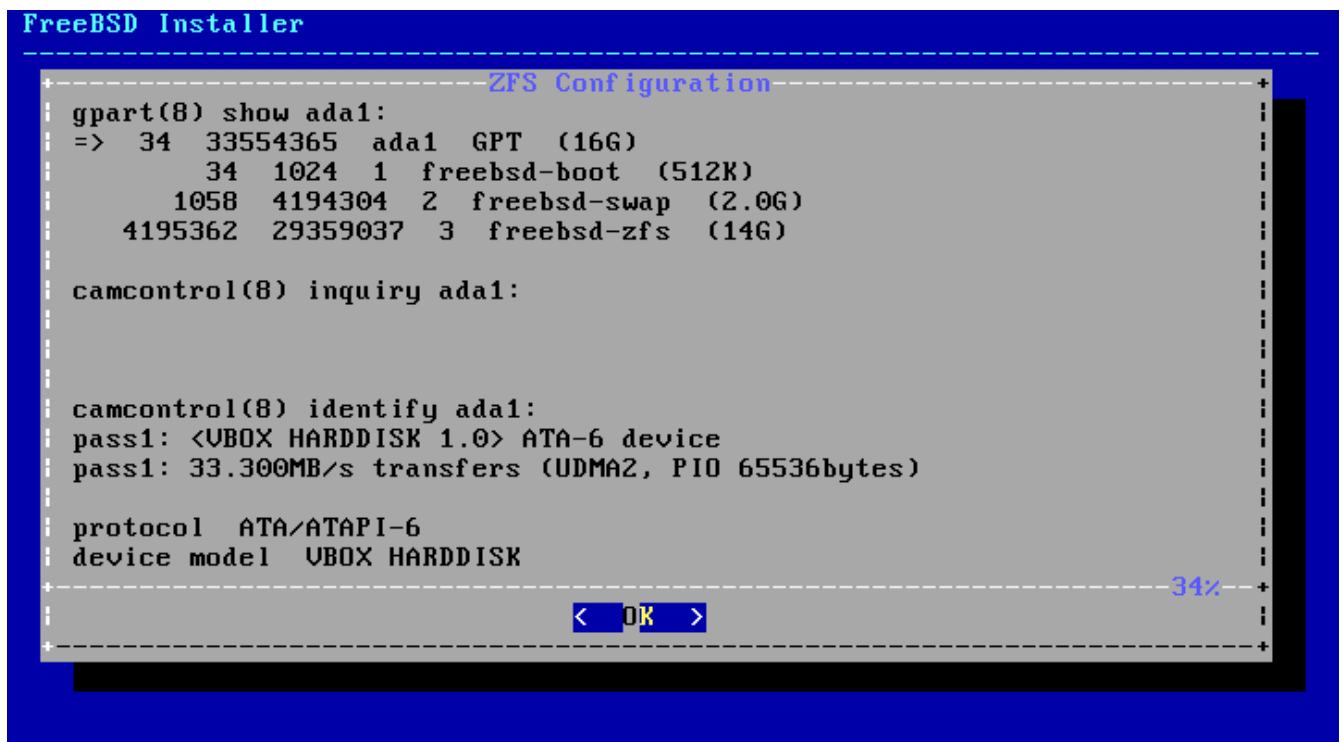 FreeBSD Installer
ZFS Configuration
gpart(8) show ada1:
=> 34 33554365 ada1 GPT (16G)
34 1024 1 freebsd-boot (512K)
1058 4194304 2 freebsd-swap (2.0G)
4195362 29359037 3 freebsd-zfs (14G)
camcontrol(8) inquiry ada1:
camcontrol(8) identify ada1:
pass1: <VBOX HARDDISK 1.0> ATA-6 device
pass1: 33.300MB/s transfers (UDMA2, PIO 65536bytes)
protocol ATA/ATAPI-6
device model VBOX HARDDISK
34%
< OK >